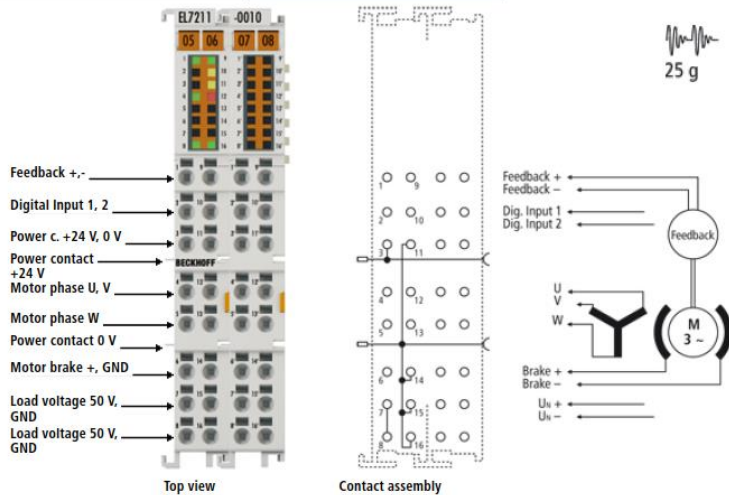 EL7211 -0010
05 06 07 08
25 g
Feedback +,-
Digital Input 1, 2
Power c. +24 V, 0 V
Power contact
+24 V
BECKHOFF
Motor phase U, V
Motor phase W
Power contact 0 V
Motor brake +, GND
Load voltage 50 V,
GND
Load voltage 50 V,
GND
Top view
1 9
2 10
3 11
4 12
5 13
6 14
7 15
8 16
Contact assembly
Feedback +
Feedback –
Dig. Input 1
Dig. Input 2
Feedback
U
V
W
M
3 ~
Brake +
Brake –
UN +
UN –